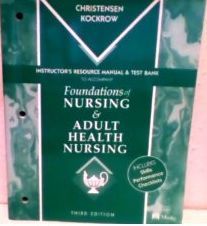 CHRISTENSEN
KOCKROW
INSTRUCTOR'S RESOURCE MANUAL & TEST BANK
TO ACCOMPANY
Foundations of
NURSING
&
ADULT
HEALTH
NURSING
INCLUDES
Skills
Performance
Checklists
THIRD EDITION
Mosby